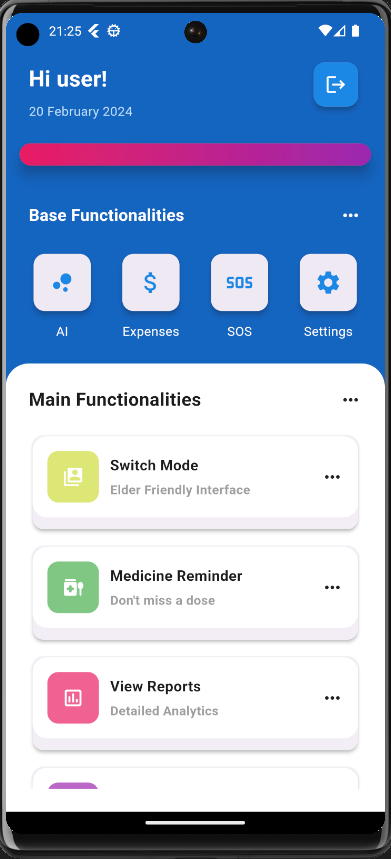 21:25
Hi user!
20 February 2024
Base Functionalities
AI Expenses SOS Settings
SOS
Main Functionalities
Switch Mode
Elder Friendly Interface
Medicine Reminder
Don't miss a dose
View Reports
Detailed Analytics